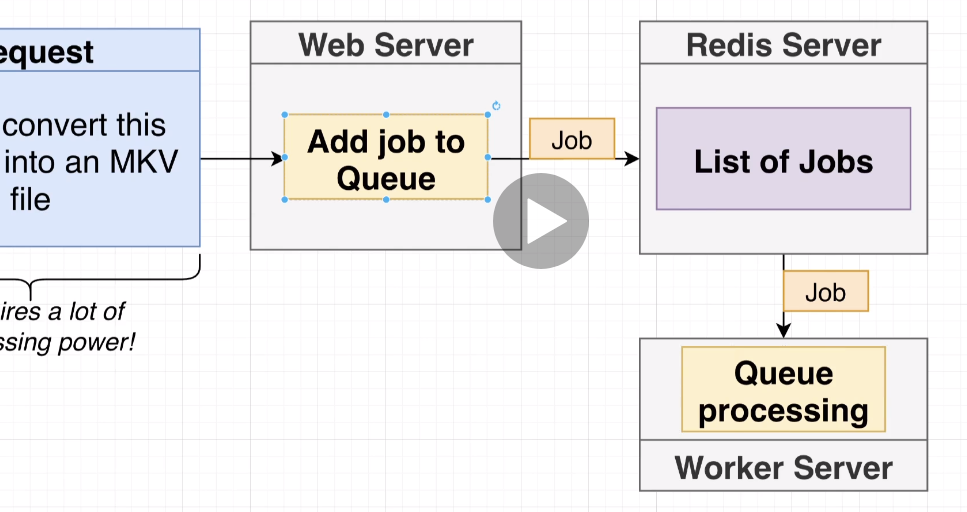 equest
convert this
into an MKV
file
ires a lot of
ssing power!
Web Server
Add job to
Queue
Job
Redis Server
List of Jobs
Job
Queue
processing
Worker Server